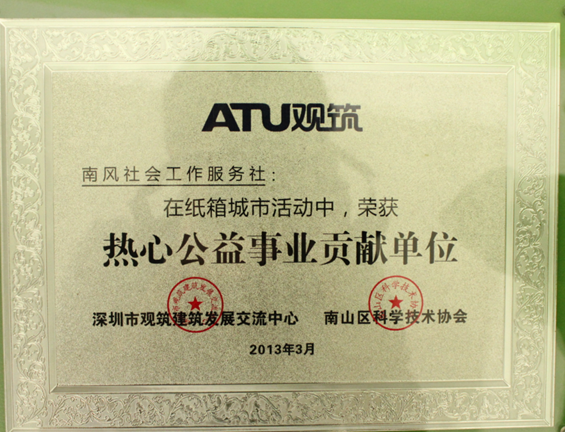 ATU观筑
南风社会工作服务社:
在纸箱城市活动中，荣获
热心公益事业贡献单位
深圳市观筑建筑发展交流中心 南山区科学技术协会
2013年3月